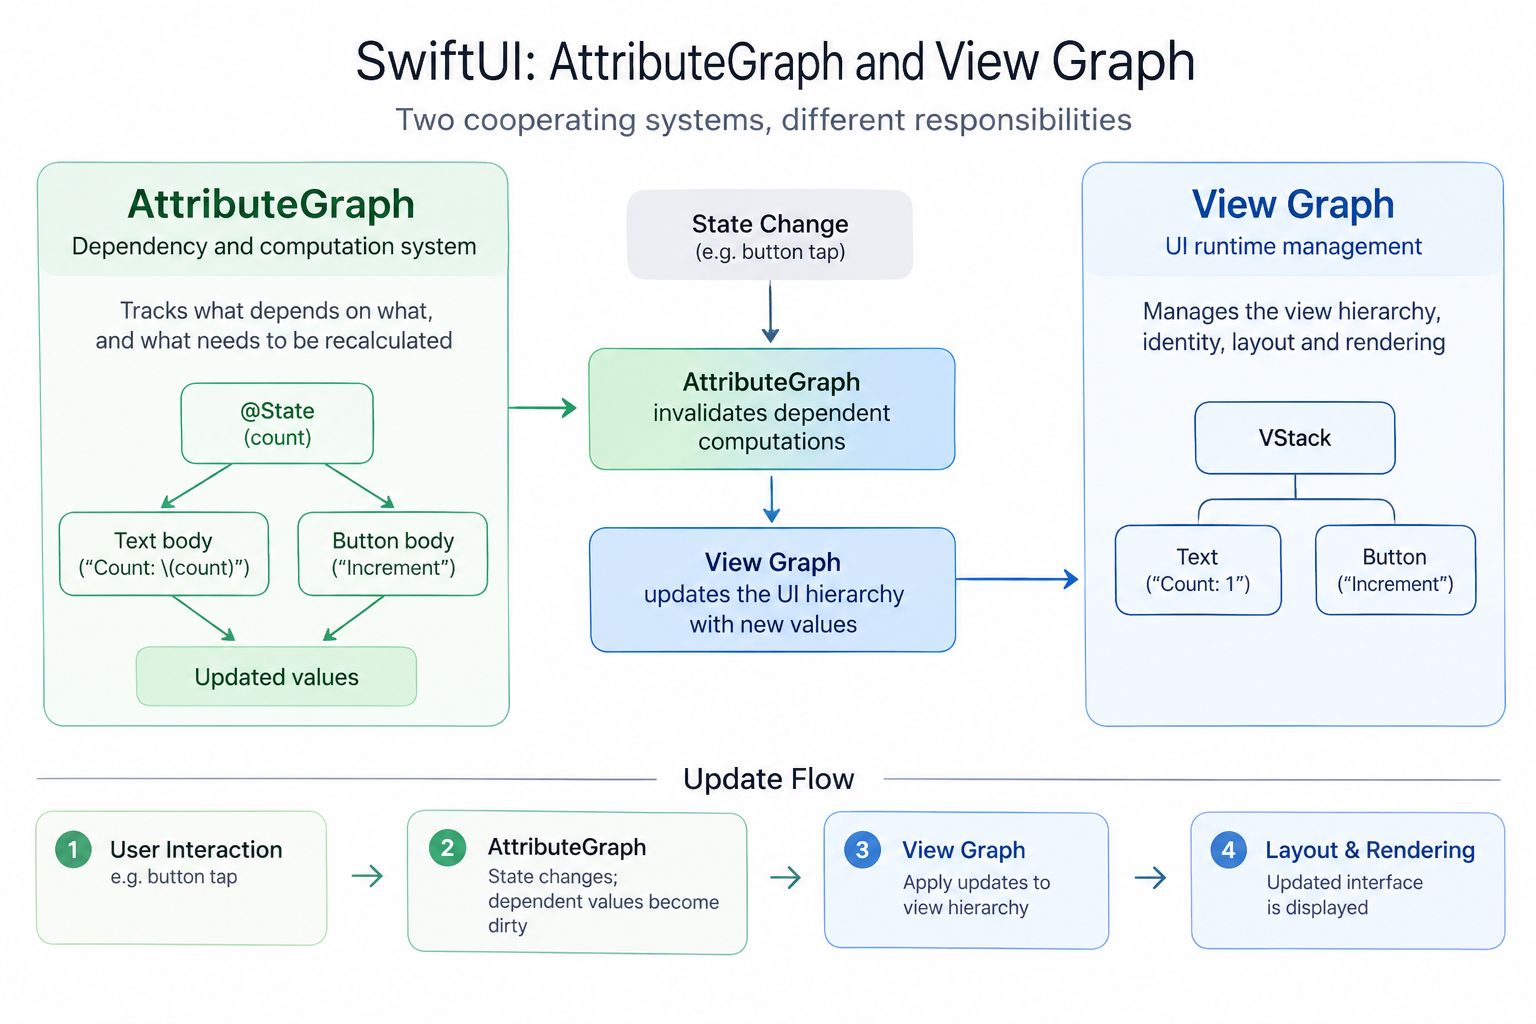 SwiftUI: AttributeGraph and View Graph
Two cooperating systems, different responsibilities
AttributeGraph
Dependency and computation system
Tracks what depends on what,
and what needs to be recalculated
@State
(count)
Text body
(“Count: \(count)”)
Button body
(“Increment”)
Updated values
State Change
(e.g. button tap)
AttributeGraph
invalidates dependent
computations
View Graph
updates the UI hierarchy
with new values
View Graph
UI runtime management
Manages the view hierarchy,
identity, layout and rendering
VStack
Text
(“Count: 1”)
Button
(“Increment”)
Update Flow
1 User Interaction
e.g. button tap
2 AttributeGraph
State changes;
dependent values become
dirty
3 View Graph
Apply updates to
view hierarchy
4 Layout & Rendering
Updated interface
is displayed